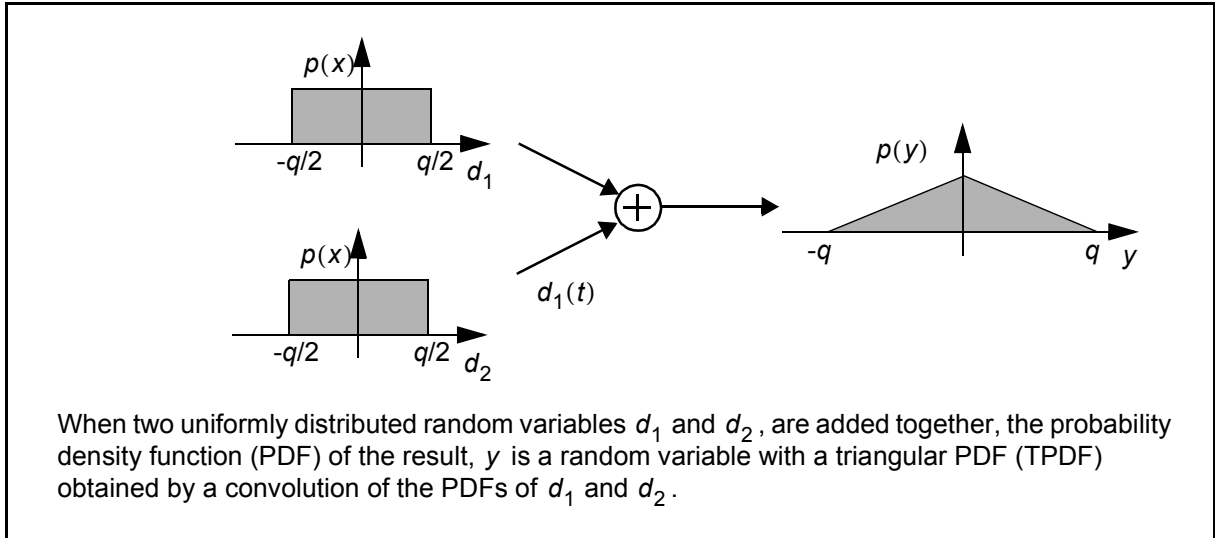 p(x)
-q/2 q/2 d1
p(x)
-q/2 q/2 d2
d1(t)
p(y)
-q q y
When two uniformly distributed random variables d1 and d2 , are added together, the probability
density function (PDF) of the result, y is a random variable with a triangular PDF (TPDF)
obtained by a convolution of the PDFs of d1 and d2 .